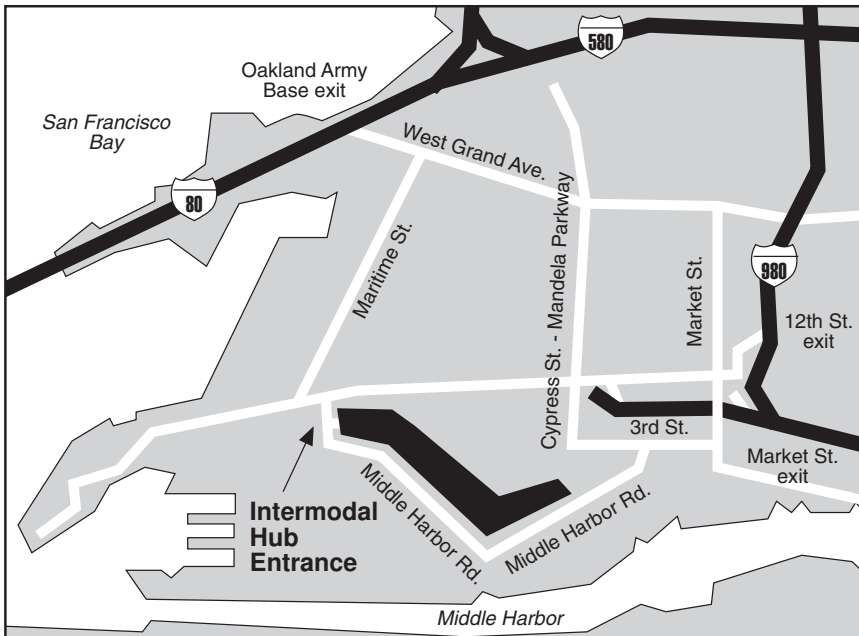 580
Oakland Army
Base exit
San Francisco
Bay
West Grand Ave.
80
Maritime St.
Cypress St. - Mandela Parkway
Market St.
980
12th St.
exit
3rd St.
Market St.
exit
Intermodal
Hub
Entrance
Middle Harbor Rd.
Middle Harbor Rd.
Middle Harbor